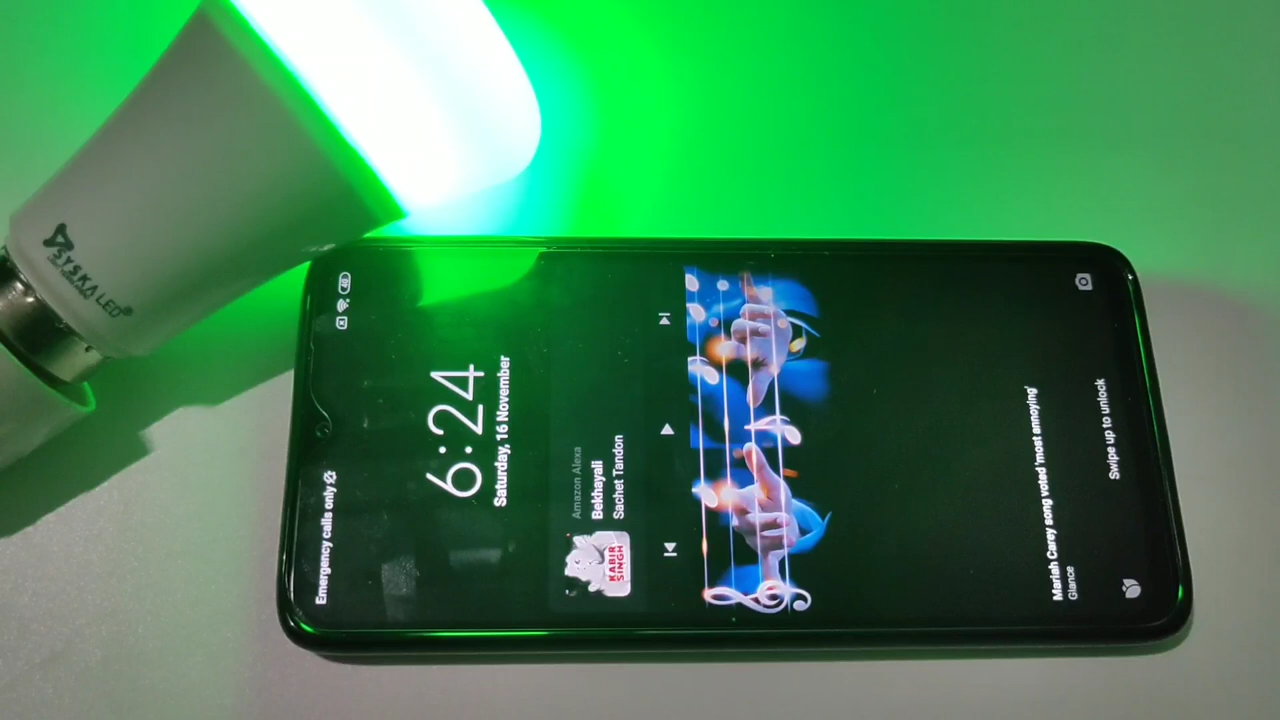 SYSKA LED
Emergency calls only
40
6:24
Saturday, 16 November
Amazon Alexa
Bekhayali
Sachet Tandon
KABIR
SINGH
Mariah Carey song voted 'most annoying'
Glance
Swipe up to unlock